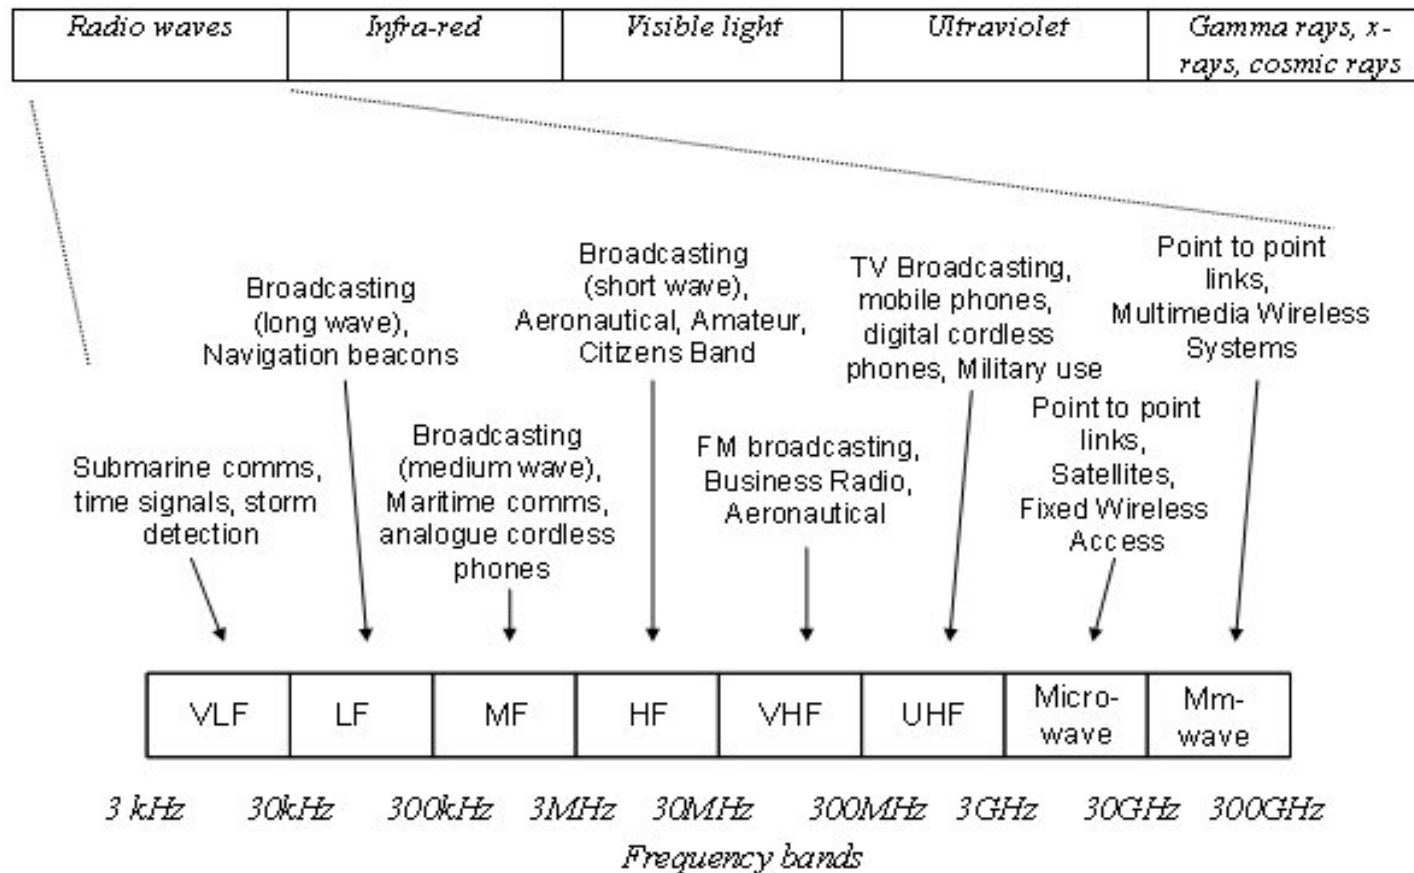 Radio waves
Infra-red
Visible light
Ultraviolet
Gamma rays, x-
rays, cosmic rays
Submarine comms,
time signals, storm
detection
Broadcasting
(long wave),
Navigation beacons
Broadcasting
(medium wave),
Maritime comms,
analogue cordless
phones
Broadcasting
(short wave),
Aeronautical, Amateur,
Citizens Band
FM broadcasting,
Business Radio,
Aeronautical
TV Broadcasting,
mobile phones,
digital cordless
phones, Military use
Point to point
links,
Satellites,
Fixed Wireless
Access
Point to point
links,
Multimedia Wireless
Systems
VLF
LF
MF
HF
VHF
UHF
Micro-
wave
Mm-
wave
3 kHz
30kHz
300kHz
3MHz
30MHz
300MHz
3GHz
30GHz
300GHz
Frequency bands